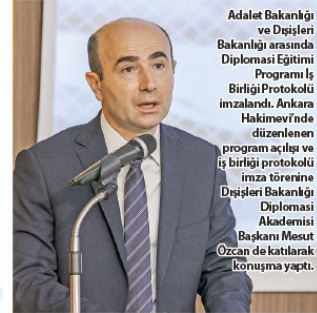 Adalet Bakanlığı
ve Dışişleri
Bakanlığı arasında
Diplomasi Eğitimi
Programı İş
Birliği Protokolü
imzalandı. Ankara
Hakimevi’nde
düzenlenen
program açılışı ve
iş birliği protokolü
imza törenine
Dışişleri Bakanlığı
Diplomasi
Akademisi
Başkanı Mesut
Özcan de katılarak
konuşma yaptı.